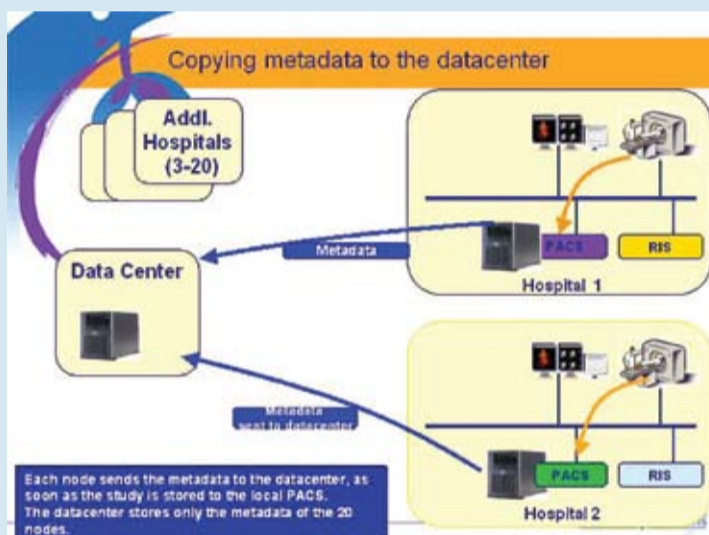 Copying metadata to the datacenter
Addl.
Hospitals
(3-20)
Metadata
PACS
RIS
Hospital 1
Data Center
Metadata
sent to datacenter
PACS
RIS
Hospital 2
Each node sends the metadata to the datacenter, as
soon as the study is stored to the local PACS.
The datacenter stores only the metadata of the 20
nodes.